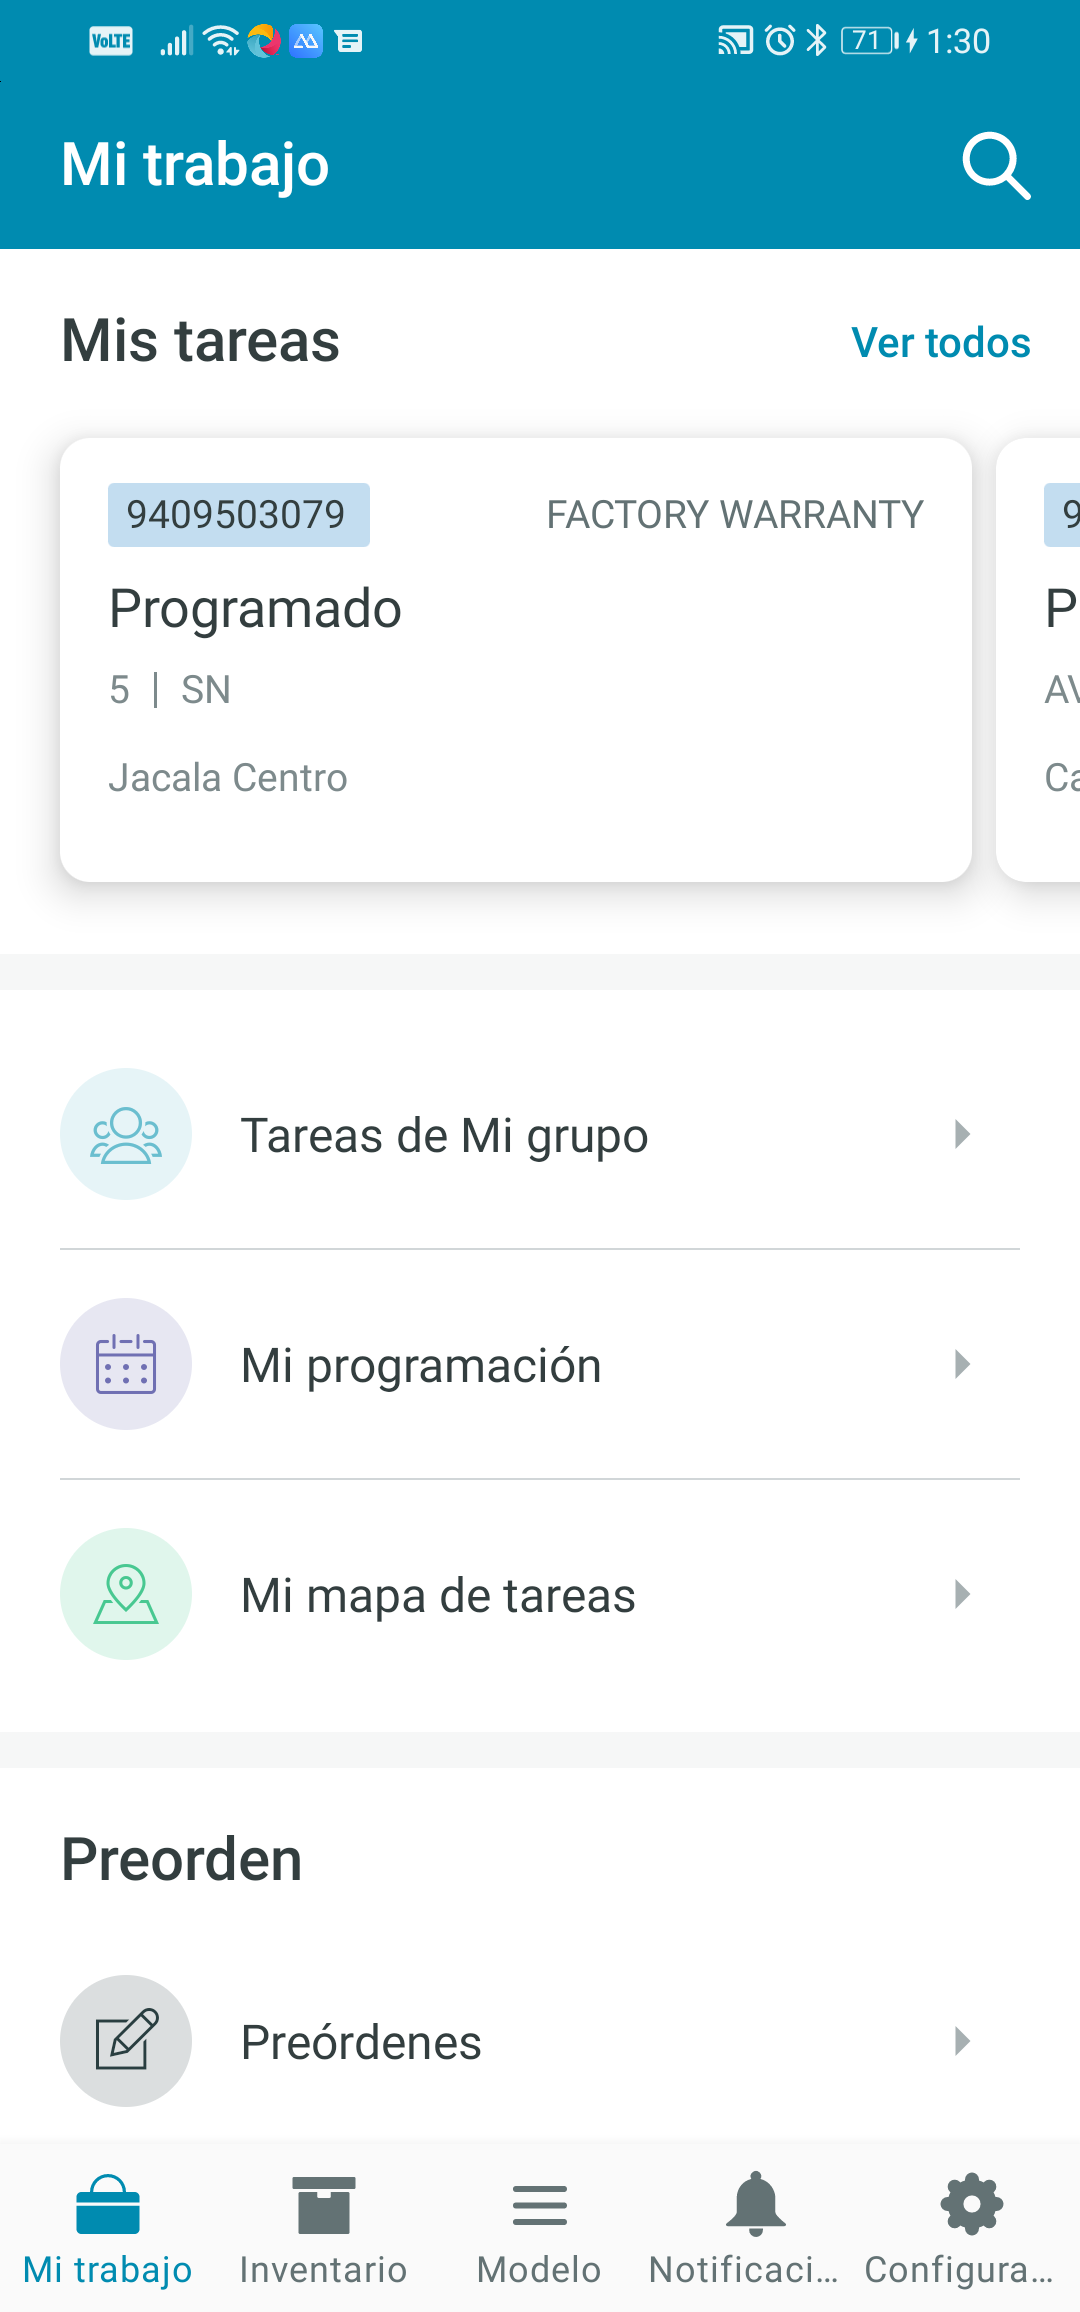 VoLTE 71 1:30
Mi trabajo
Mis tareas Ver todos
9409503079 FACTORY WARRANTY 9
Programado P
5 | SN
Jacala Centro Ca
Tareas de Mi grupo
Mi programación
Mi mapa de tareas
Preorden
Preórdenes
Mi trabajo Inventario Modelo Notificaci... Configura...